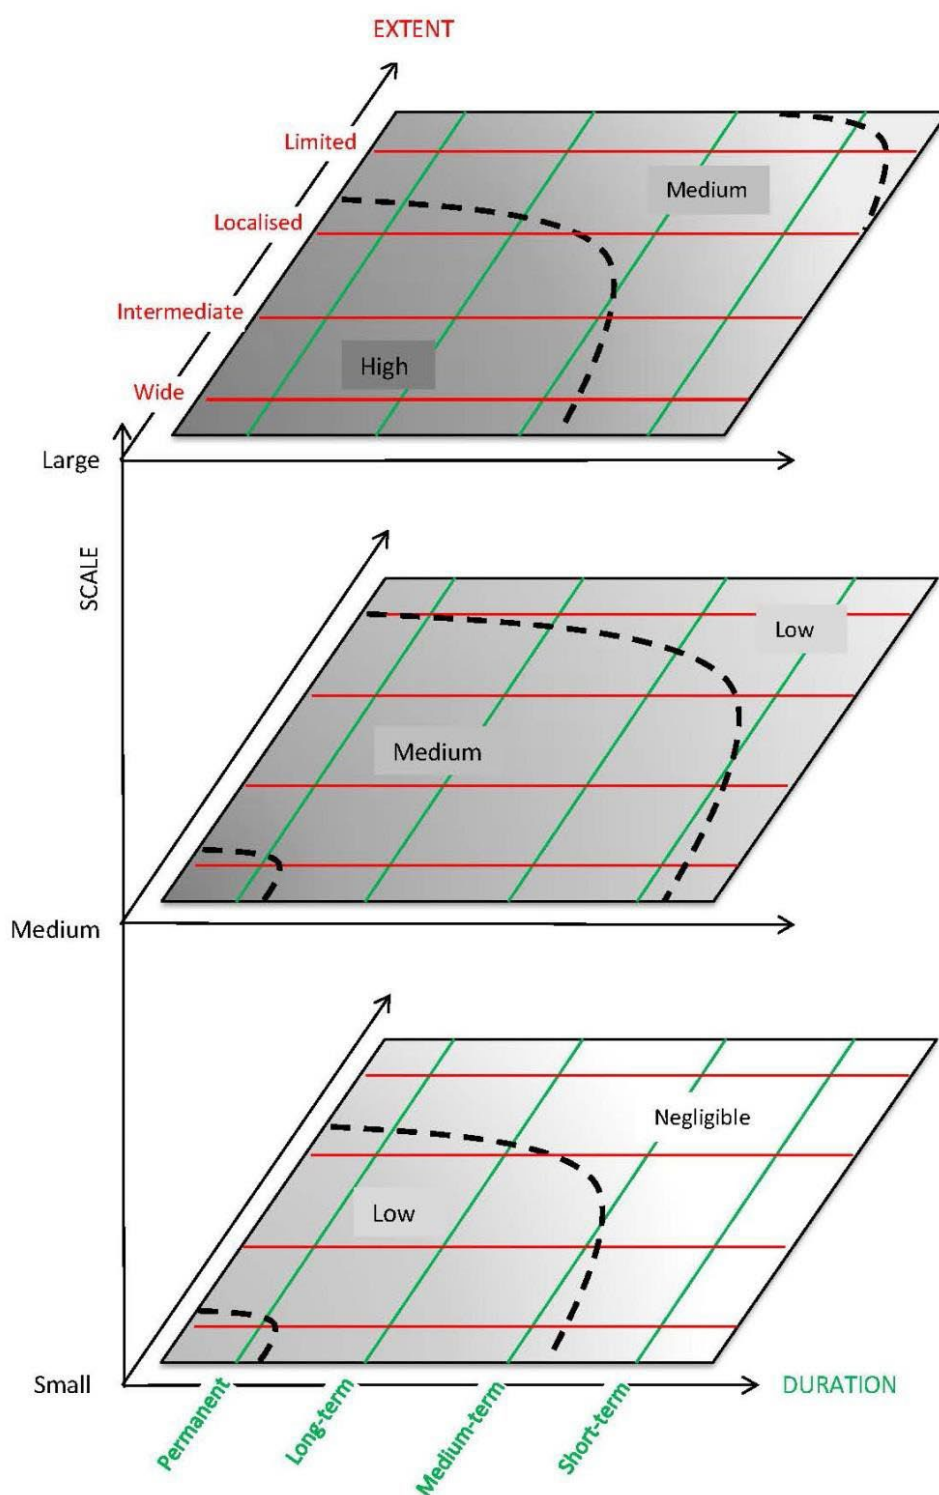 EXTENT
Limited
Medium
Localised
Intermediate
High
Wide
Large
SCALE
Low
Medium
Medium
Negligible
Low
Small
DURATION
Permanent
Long-term
Medium-term
Short-term